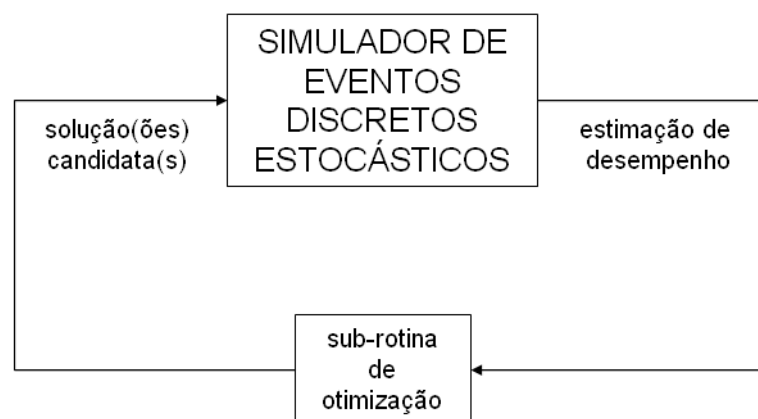 SIMULADOR DE
EVENTOS
DISCRETOS
ESTOCÁSTICOS
solução(ões)
candidata(s)
estimação de
desempenho
sub-rotina
de
otimização